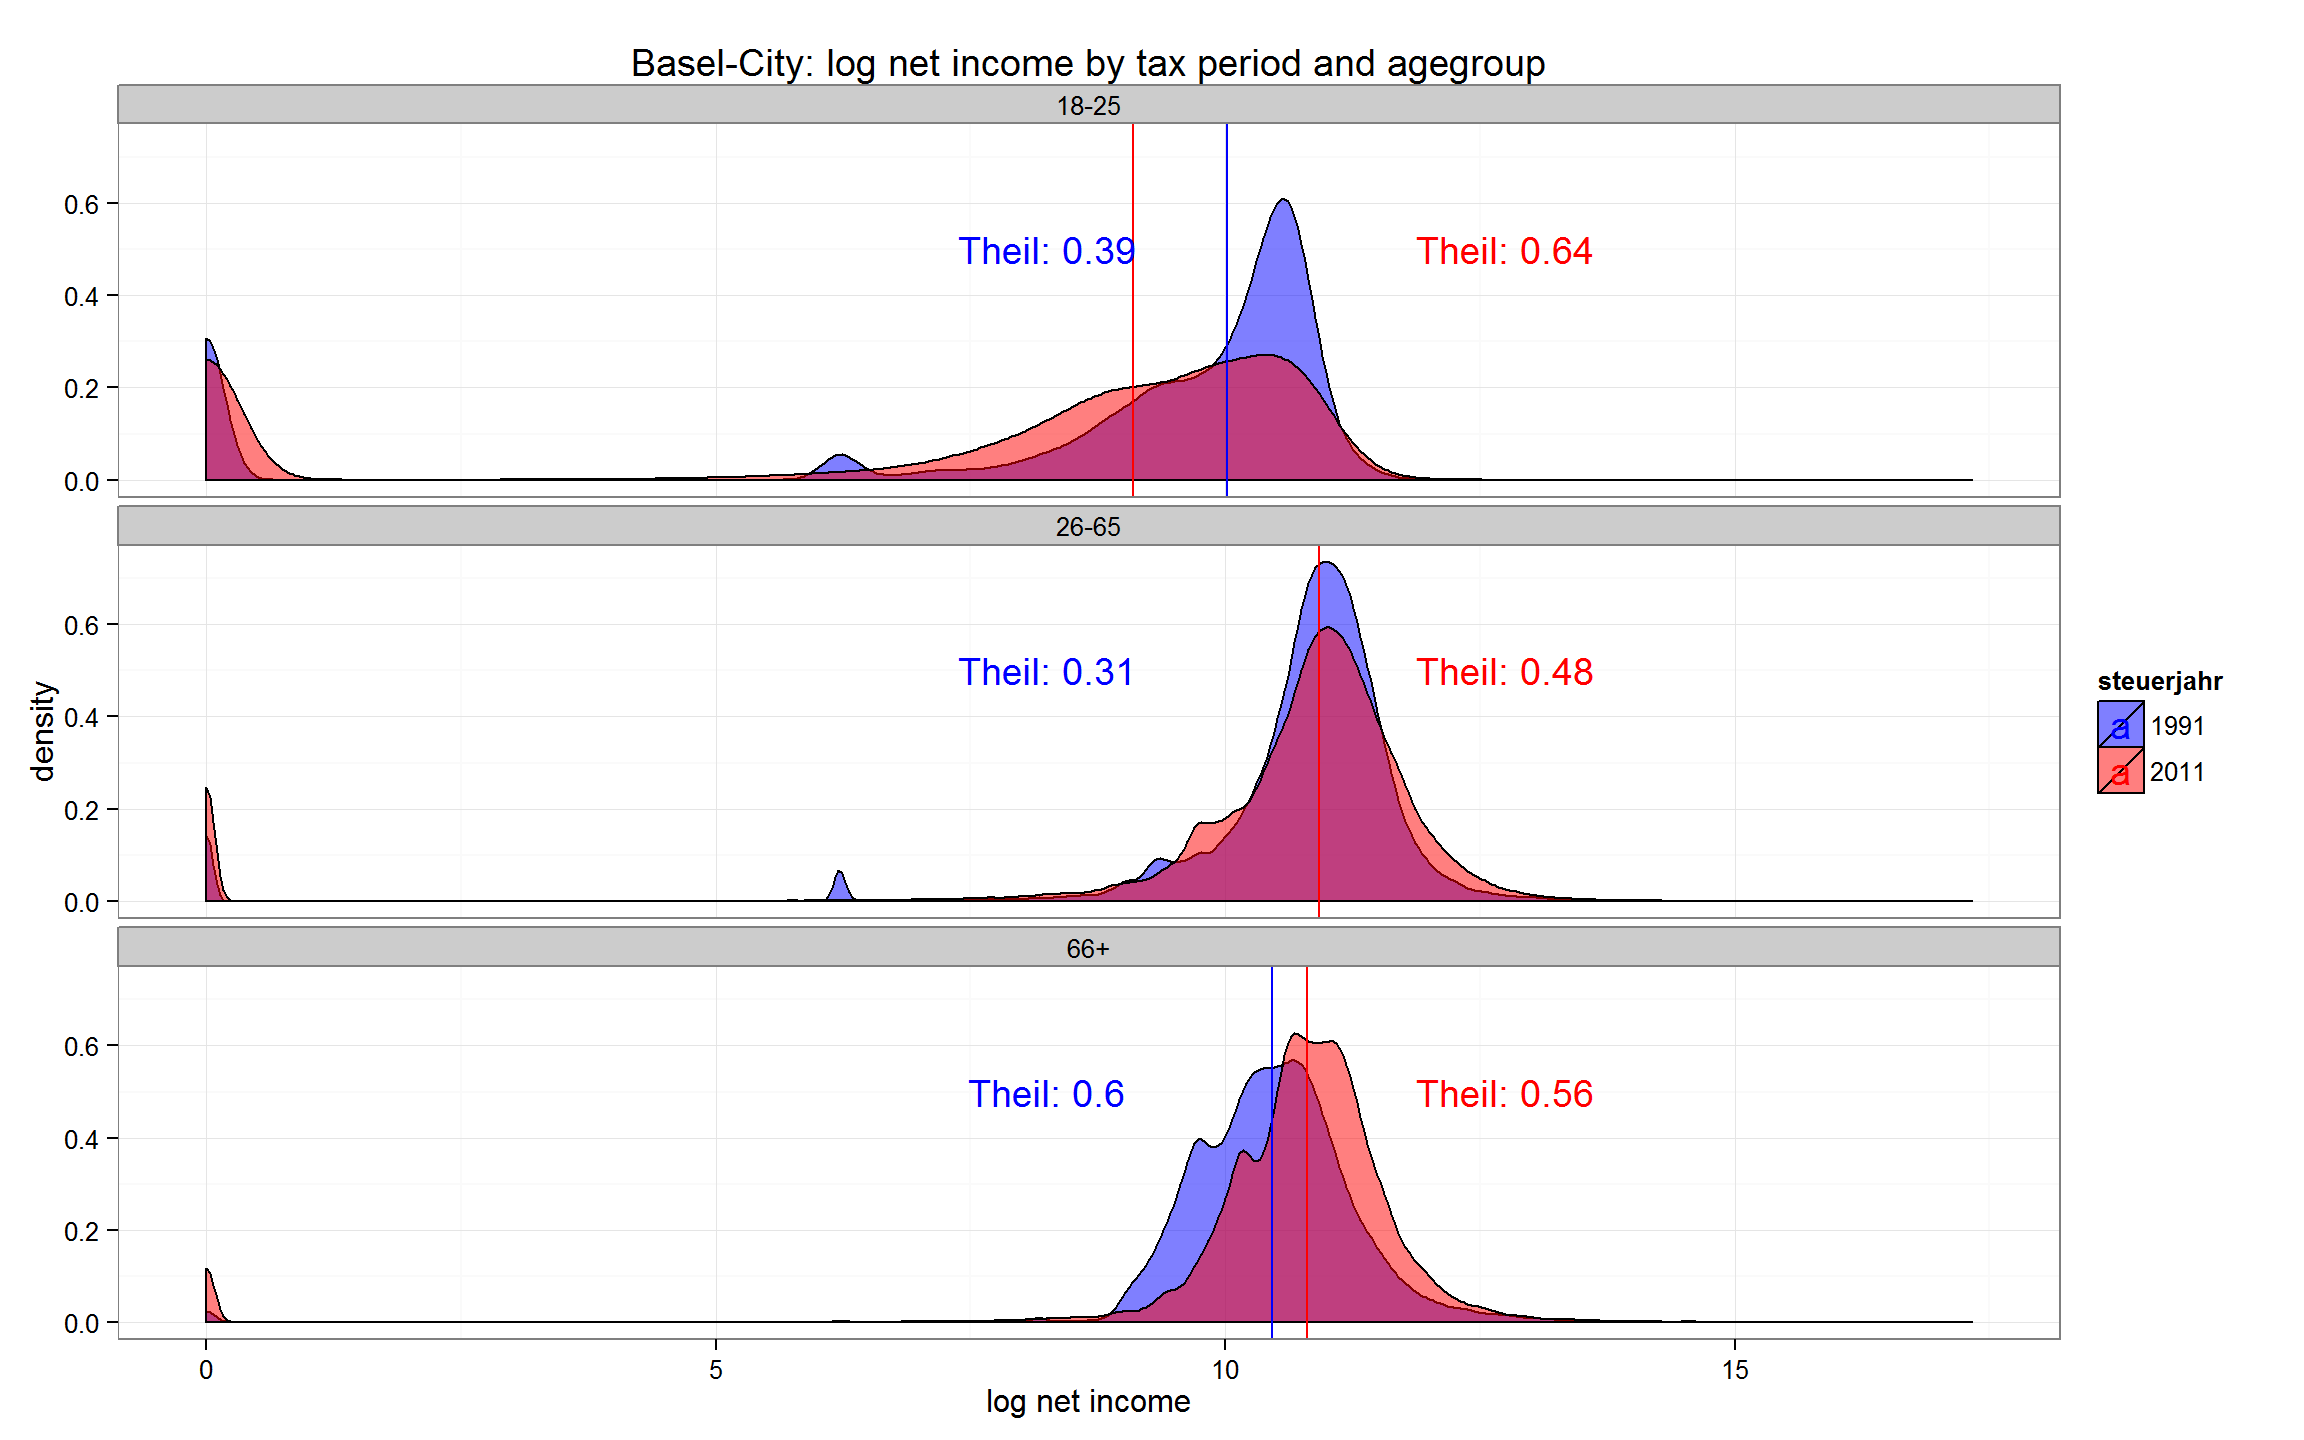 Basel-City: log net income by tax period and agegroup
18-25
0.6
0.4
0.2
0.0
Theil: 0.39
Theil: 0.64
26-65
0.6
0.4
0.2
0.0
Theil: 0.31
Theil: 0.48
66+
0.6
0.4
0.2
0.0
Theil: 0.6
Theil: 0.56
0 5 10 15
log net income
density
steuerjahr
a 1991
a 2011